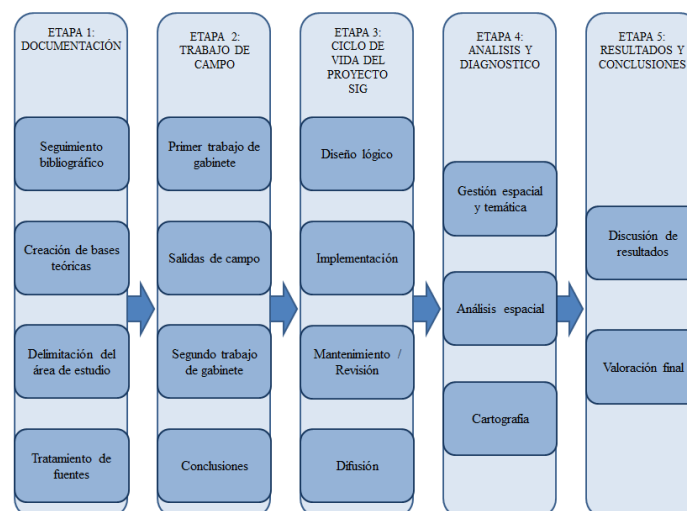 ETAPA 1:
DOCUMENTACIÓN
Seguimiento
bibliográfico
Creación de bases
teóricas
Delimitación del
área de estudio
Tratamiento de
fuentes
ETAPA 2:
TRABAJO DE
CAMPO
Primer trabajo de
gabinete
Salidas de campo
Segundo trabajo
de gabinete
Conclusiones
ETAPA 3:
CICLO DE
VIDA DEL
PROYECTO
SIG
Diseño lógico
Implementación
Mantenimiento /
Revisión
Difusión
ETAPA 4:
ANALISIS Y
DIAGNOSTICO
Gestión espacial
y temática
Análisis espacial
Cartografía
ETAPA 5:
RESULTADOS Y
CONCLUSIONES
Discusión de
resultados
Valoración final